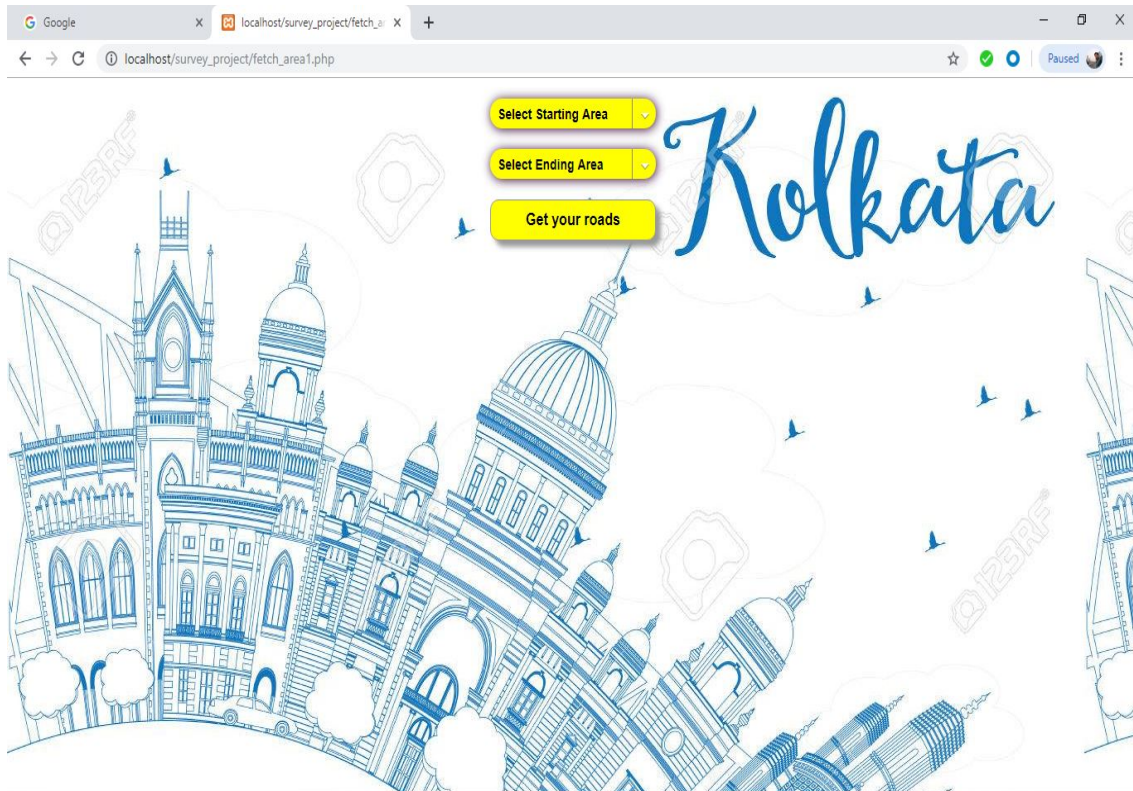 Google
localhost/survey_project/fetch_a
localhost/survey_project/fetch_area1.php
Paused
Select Starting Area
Select Ending Area
Get your roads
Kolkata
123RF
123RF